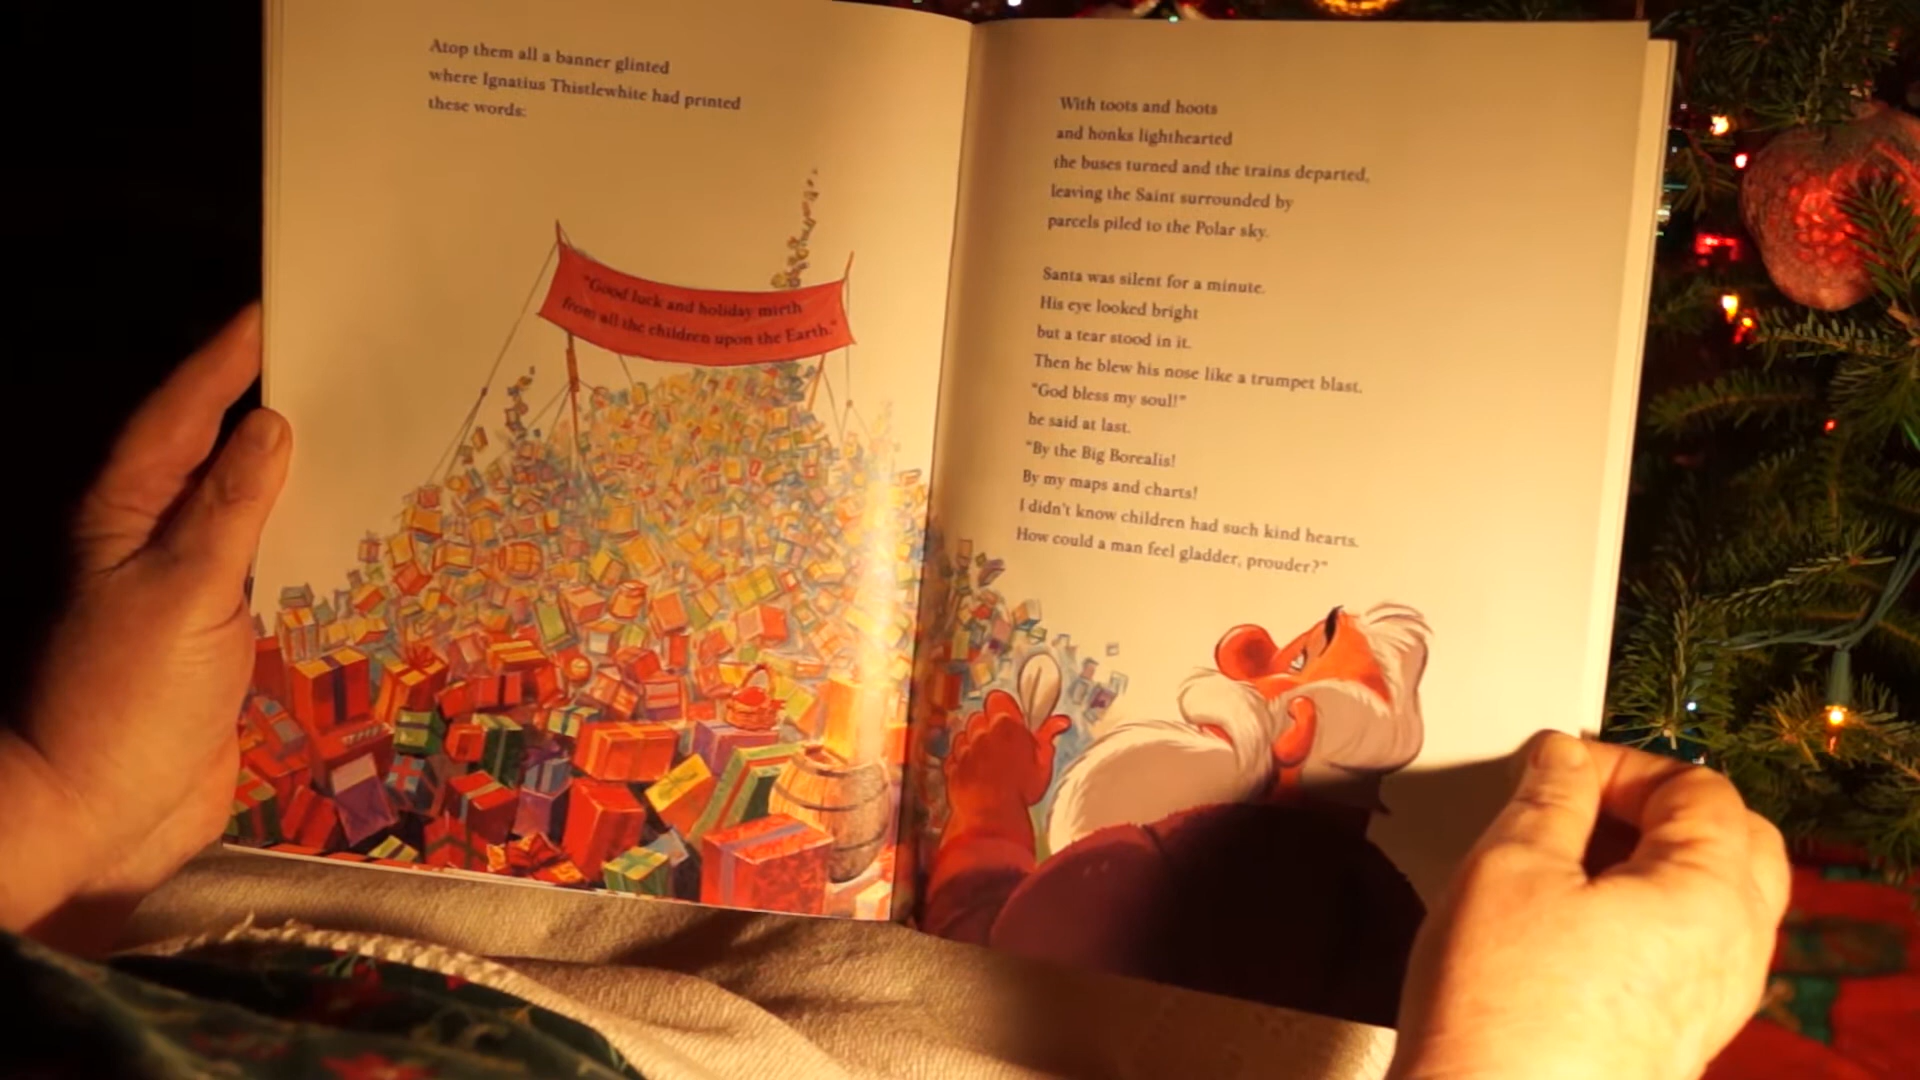 Atop them all a banner glinted
where Ignatius Thistlewhite had printed
these words:
"Good luck and holiday mirth
from all the children upon the Earth."
With toots and hoots
and honks lighthearted
the buses turned and the trains departed,
leaving the Saint surrounded by
parcels piled to the Polar sky.
Santa was silent for a minute.
His eye looked bright
but a tear stood in it.
Then he blew his nose like a trumpet blast.
"God bless my soul!"
he said at last.
"By the Big Borealis!
By my maps and charts!
I didn't know children had such kind hearts.
How could a man feel gladder, prouder?"